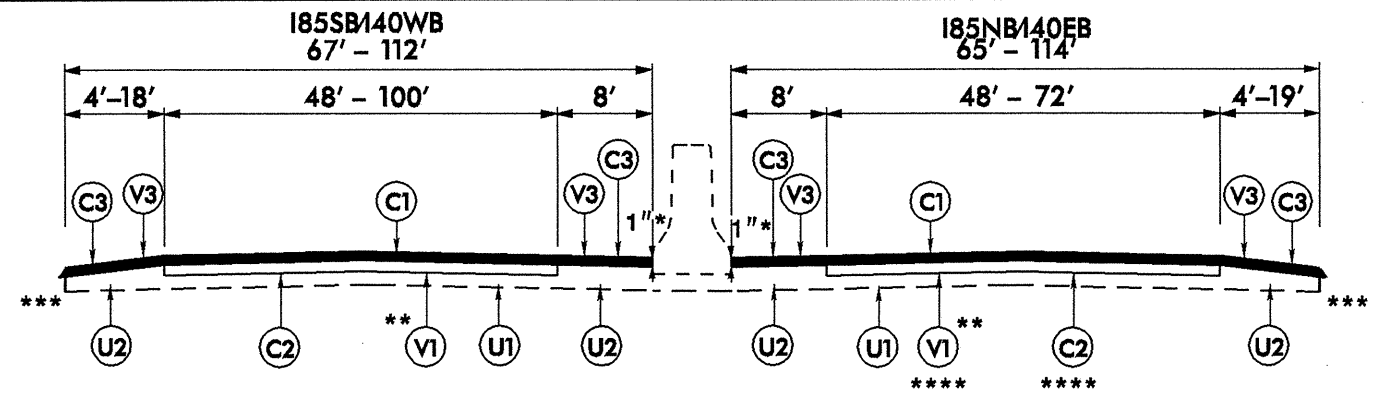 I85SB/I40WB I85NB/I40EB
67' – 112' 65' – 114'
4'–18' 48' – 100' 8' 8' 48' – 72' 4'–19'
C3 V3 C1 V3 C3 C3 V3 C1 V3 C3
1"* 1"*
*** ** ** ***
U2 C2 V1 U1 U2 U2 U1 V1 C2 U2
**** ****